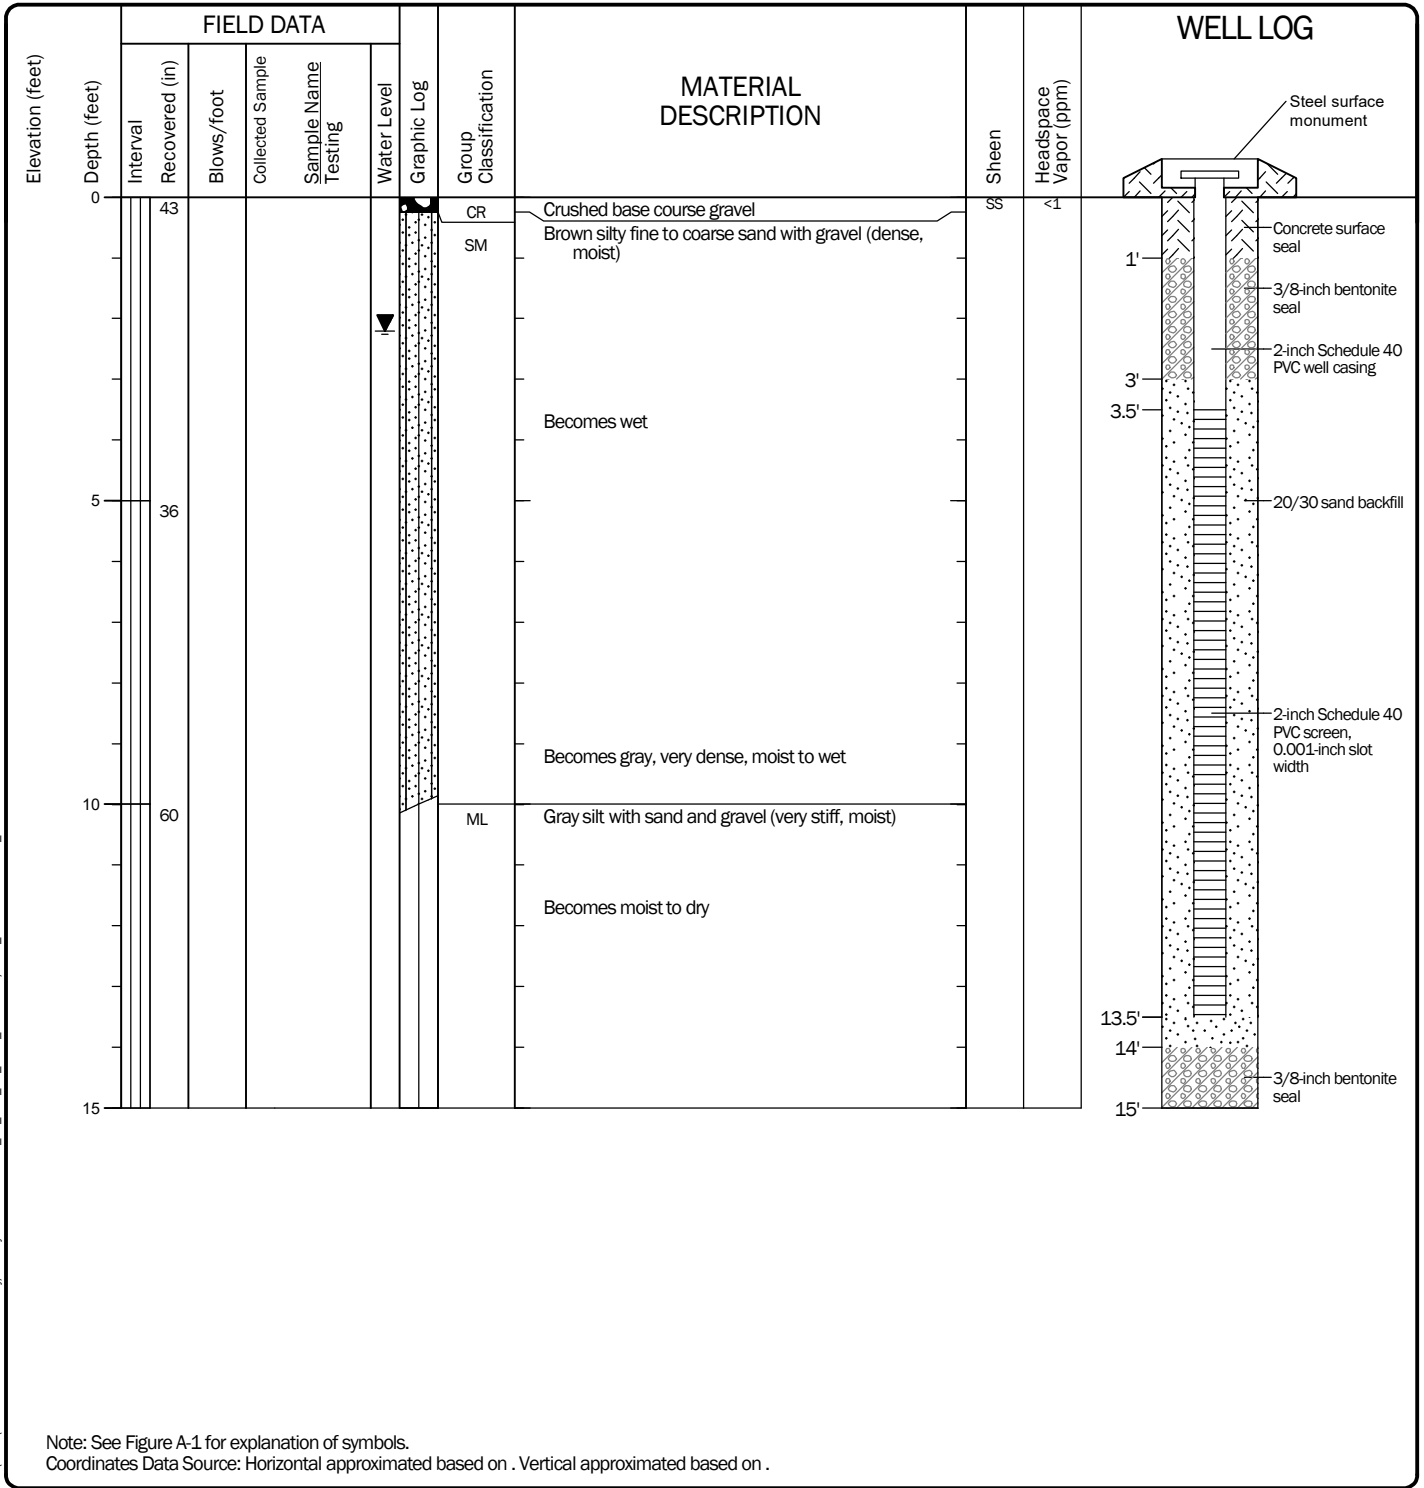 FIELD DATA
WELL LOG
Elevation (feet)
Depth (feet)
Interval
Recovered (in)
Blows/foot
Collected Sample
Sample Name
Testing
Water Level
Graphic Log
Group
Classification
MATERIAL
DESCRIPTION
Sheen
Headspace
Vapor (ppm)
Steel surface
monument
0
43
CR
Crushed base course gravel
SS
<1
SM
Brown silty fine to coarse sand with gravel (dense,
moist)
Concrete surface
seal
1'
3/8-inch bentonite
seal
2-inch Schedule 40
PVC well casing
3'
3.5'
Becomes wet
5
36
20/30 sand backfill
2-inch Schedule 40
PVC screen,
0.001-inch slot
width
Becomes gray, very dense, moist to wet
10
60
ML
Gray silt with sand and gravel (very stiff, moist)
Becomes moist to dry
13.5'
14'
3/8-inch bentonite
seal
15
15'
Note: See Figure A-1 for explanation of symbols.
Coordinates Data Source: Horizontal approximated based on . Vertical approximated based on .